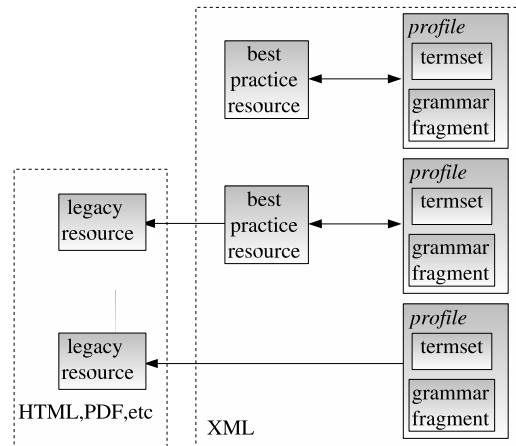 profile
best
practice
resource
termset
grammar
fragment
profile
legacy
resource
best
practice
resource
termset
grammar
fragment
profile
legacy
resource
termset
grammar
fragment
HTML,PDF,etc
XML